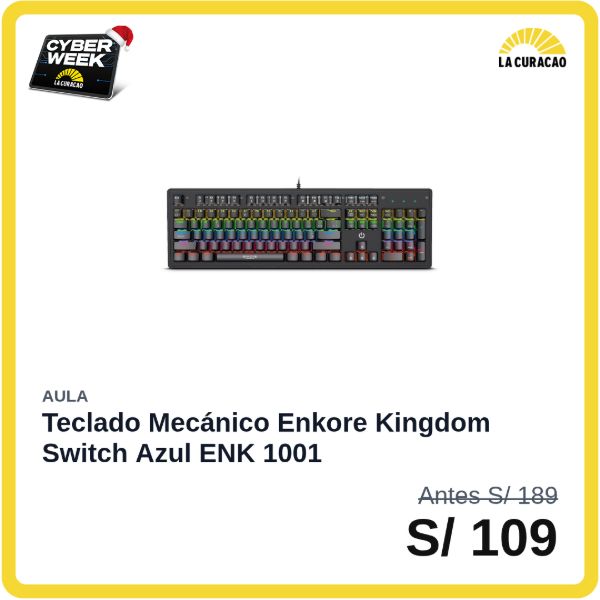 CYBER
WEEK
LA CURACAO
LA CURACAO
AULA
Teclado Mecánico Enkore Kingdom
Switch Azul ENK 1001
Antes S/ 189
S/ 109